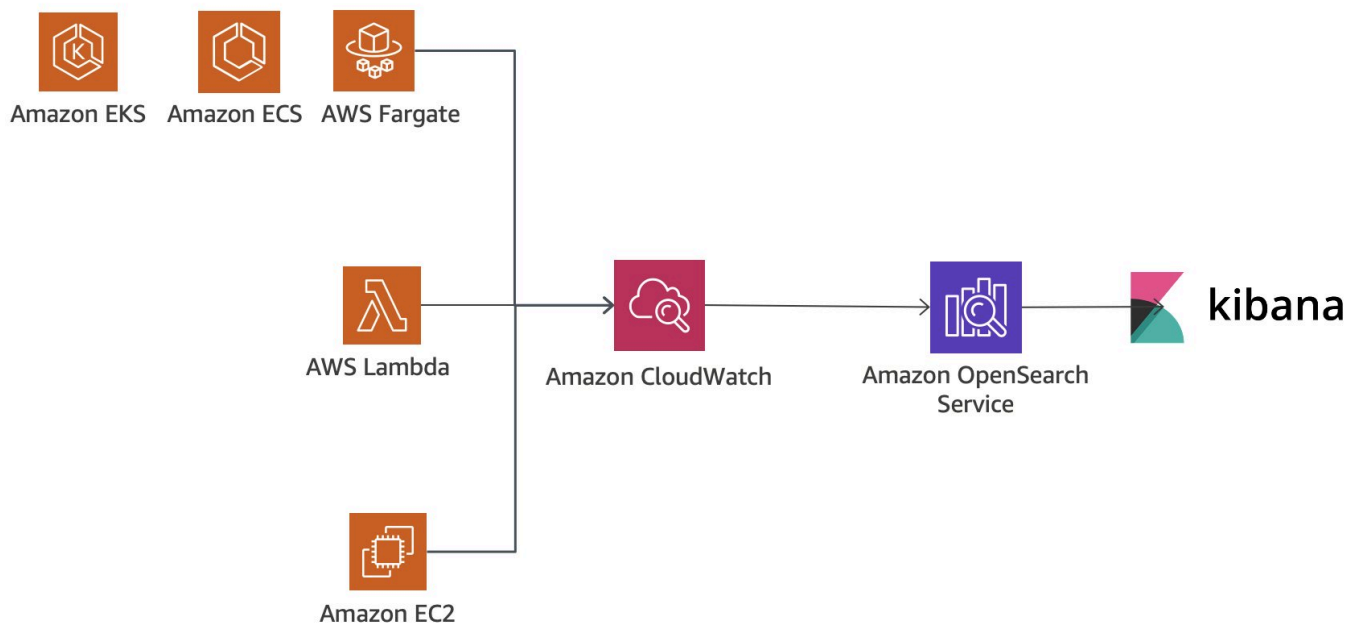 Amazon EKS
Amazon ECS
AWS Fargate
AWS Lambda
Amazon CloudWatch
Amazon OpenSearch
Service
kibana
Amazon EC2